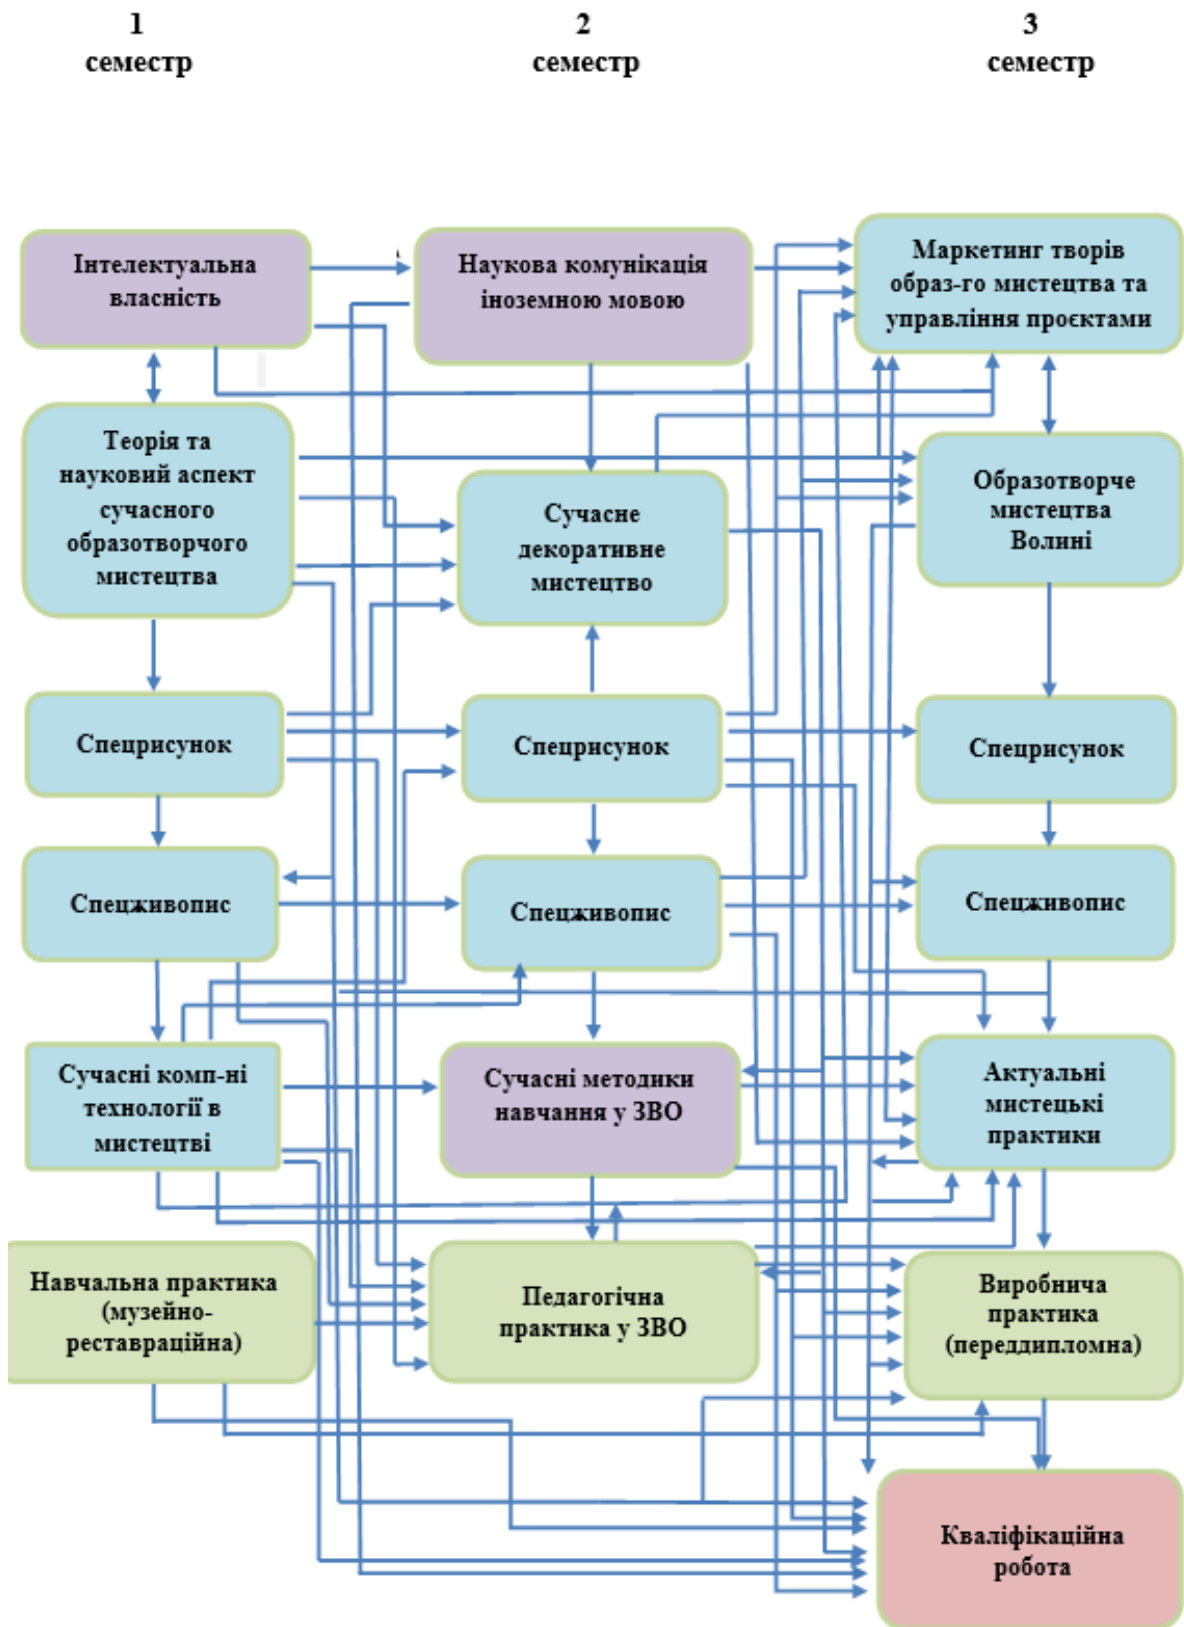 1
семестр
2
семестр
3
семестр
Інтелектуальна
власність
Наукова комунікація
іноземною мовою
Маркетинг творів
образ-го мистецтва та
управління проєктами
Теорія та
науковий аспект
сучасного
образотворчого
мистецтва
Сучасне
декоративне
мистецтво
Образотворче
мистецтва
Волині
Спецрисунок
Спецрисунок
Спецрисунок
Спецживопис
Спецживопис
Спецживопис
Сучасні комп-ні
технології в
мистецтві
Сучасні методики
навчання у ЗВО
Актуальні
мистецькі
практики
Навчальна практика
(музейно-
реставраційна)
Педагогічна
практика у ЗВО
Виробнича
практика
(переддипломна)
Кваліфікаційна
робота